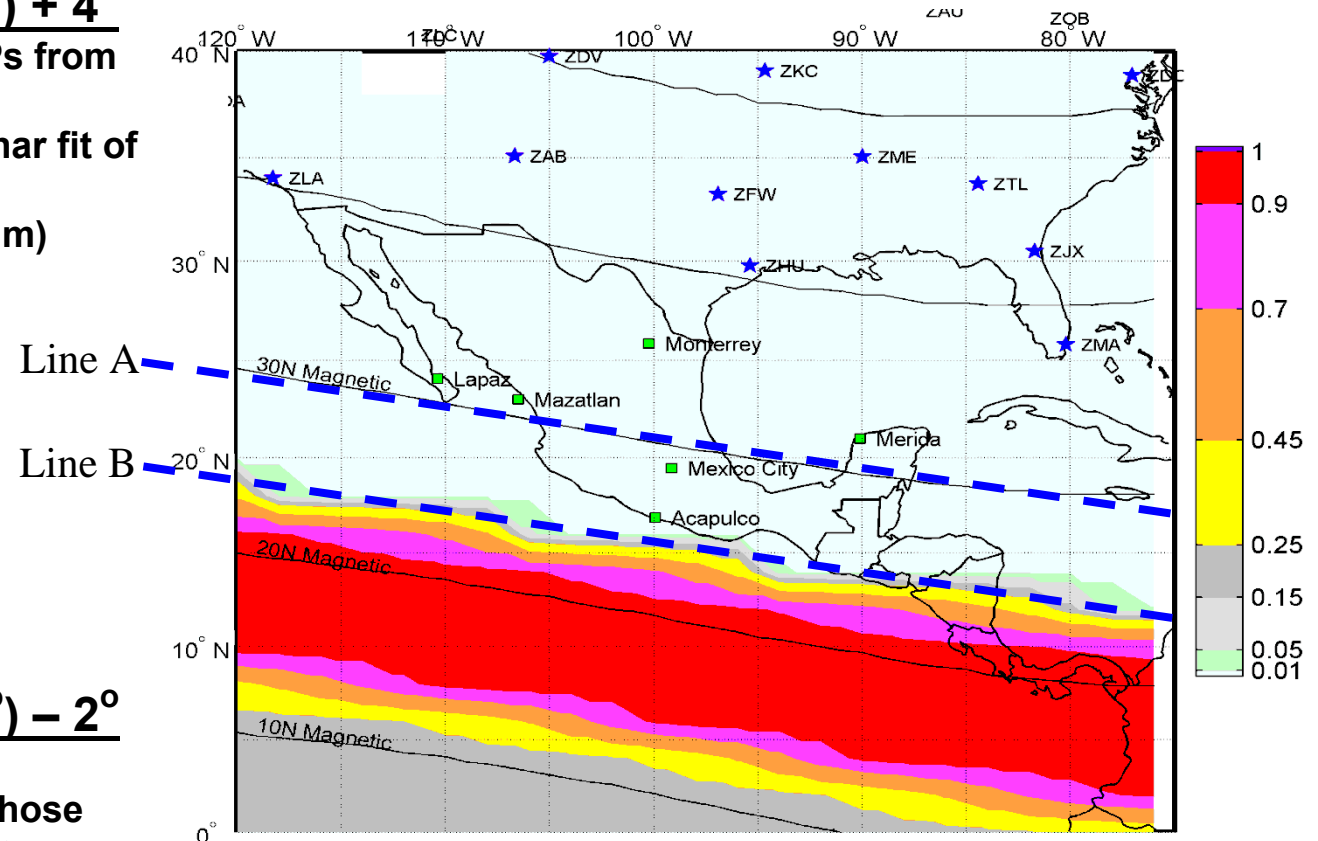 ) + 4
s from
nar fit of
m)
) – 2°
hose
Line A
Line B
ZAU
ZOB
120° W
110° W
100° W
90° W
80° W
40° N
30° N
20° N
10° N
0°
ZDV
ZKC
ZDC
ZAB
ZME
ZLA
ZFW
ZTL
ZHU
ZJX
ZMA
Monterrey
30N Magnetic
Lapaz
Mazatlan
Merida
Mexico City
Acapulco
20N Magnetic
10N Magnetic
1
0.9
0.7
0.45
0.25
0.15
0.05
0.01